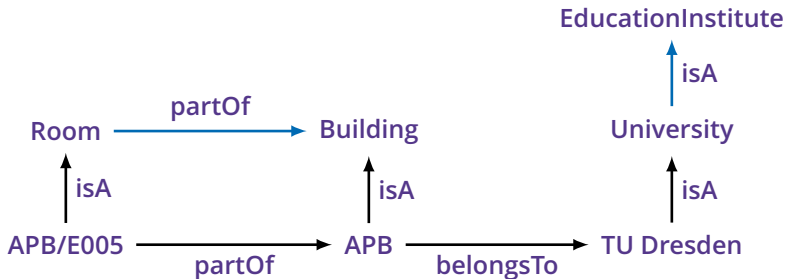 EducationInstitute
isA
partOf
Room
Building
University
isA
isA
isA
APB/E005
APB
TU Dresden
partOf
belongsTo